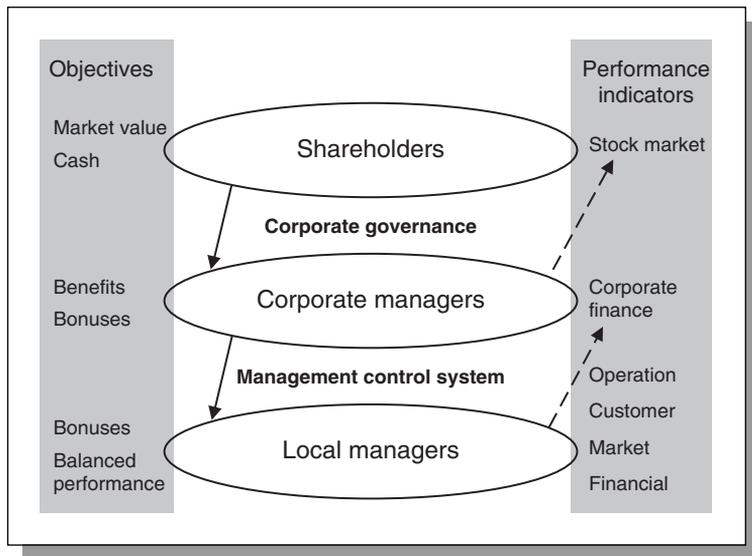 Objectives
Market value
Cash
Benefits
Bonuses
Bonuses
Balanced
performance
Shareholders
Corporate governance
Corporate managers
Management control system
Local managers
Performance
indicators
Stock market
Corporate
finance
Operation
Customer
Market
Financial